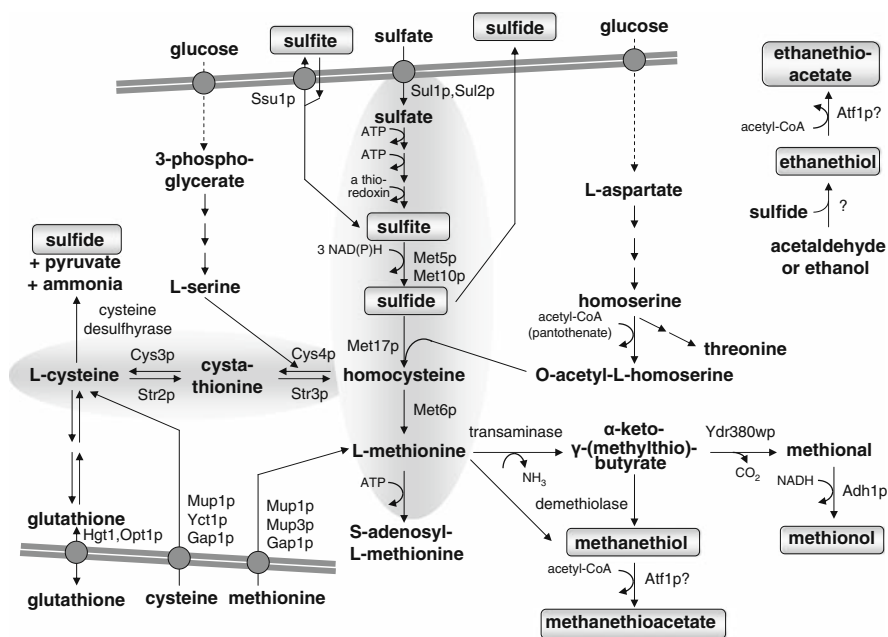 glucose
sulfite
sulfate
sulfide
glucose
ethanethio-
acetate
Ssu1p
Sul1p,Sul2p
acetyl-CoA
Atf1p?
sulfate
ATP
ATP
3-phospho-
glycerate
a thio-
redoxin
ethanethiol
L-aspartate
sulfide
?
sulfite
sulfide
+ pyruvate
+ ammonia
3 NAD(P)H
Met5p
Met10p
acetaldehyde
or ethanol
L-serine
sulfide
homoserine
cysteine
desulfhyrase
acetyl-CoA
(pantothenate)
Met17p
threonine
Cys3p
Cys4p
L-cysteine
cysta-
thionine
homocysteine
O-acetyl-L-homoserine
Str2p
Str3p
Met6p
L-methionine
transaminase
NH3
α-keto-
γ-(methylthio)-
butyrate
Ydr380wp
CO2
methional
ATP
demethiolase
NADH
Adh1p
Mup1p
Yct1p
Gap1p
Mup1p
Mup3p
Gap1p
glutathione
Hgt1,Opt1p
S-adenosyl-
L-methionine
methanethiol
methionol
acetyl-CoA
Atf1p?
glutathione
cysteine
methionine
methanethioacetate